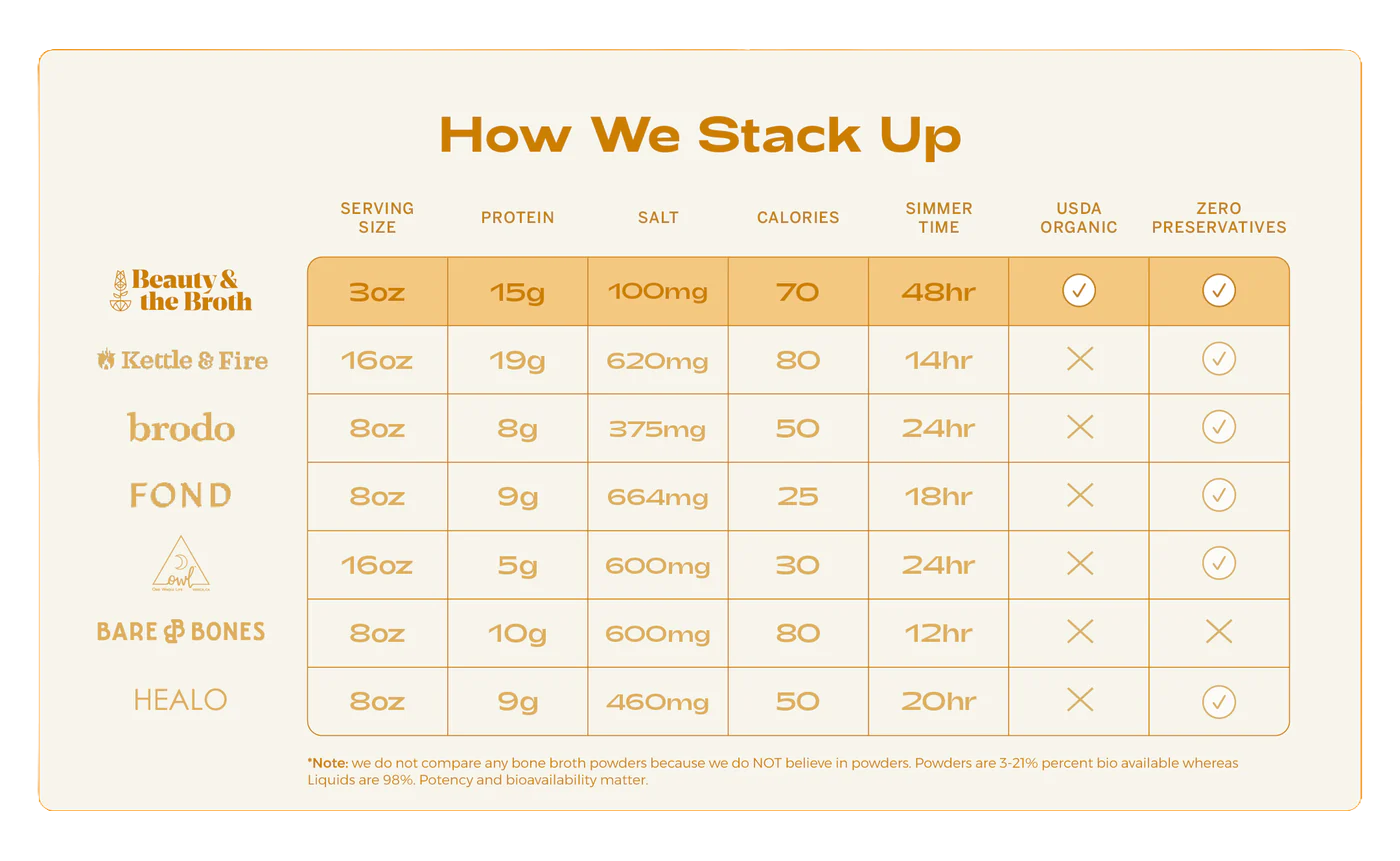 How We Stack Up
SERVING SIZE PROTEIN SALT CALORIES SIMMER TIME USDA ORGANIC ZERO PRESERVATIVES
Beauty & the Broth 3oz 15g 100mg 70 48hr
Kettle & Fire 16oz 19g 620mg 80 14hr
brodo 8oz 8g 375mg 50 24hr
FOND 8oz 9g 664mg 25 18hr
owl 16oz 5g 600mg 30 24hr
BARE BONES 8oz 10g 600mg 80 12hr
HEALO 8oz 9g 460mg 50 20hr
*Note: we do not compare any bone broth powders because we do NOT believe in powders. Powders are 3-21% percent bio available whereas
Liquids are 98%. Potency and bioavailability matter.